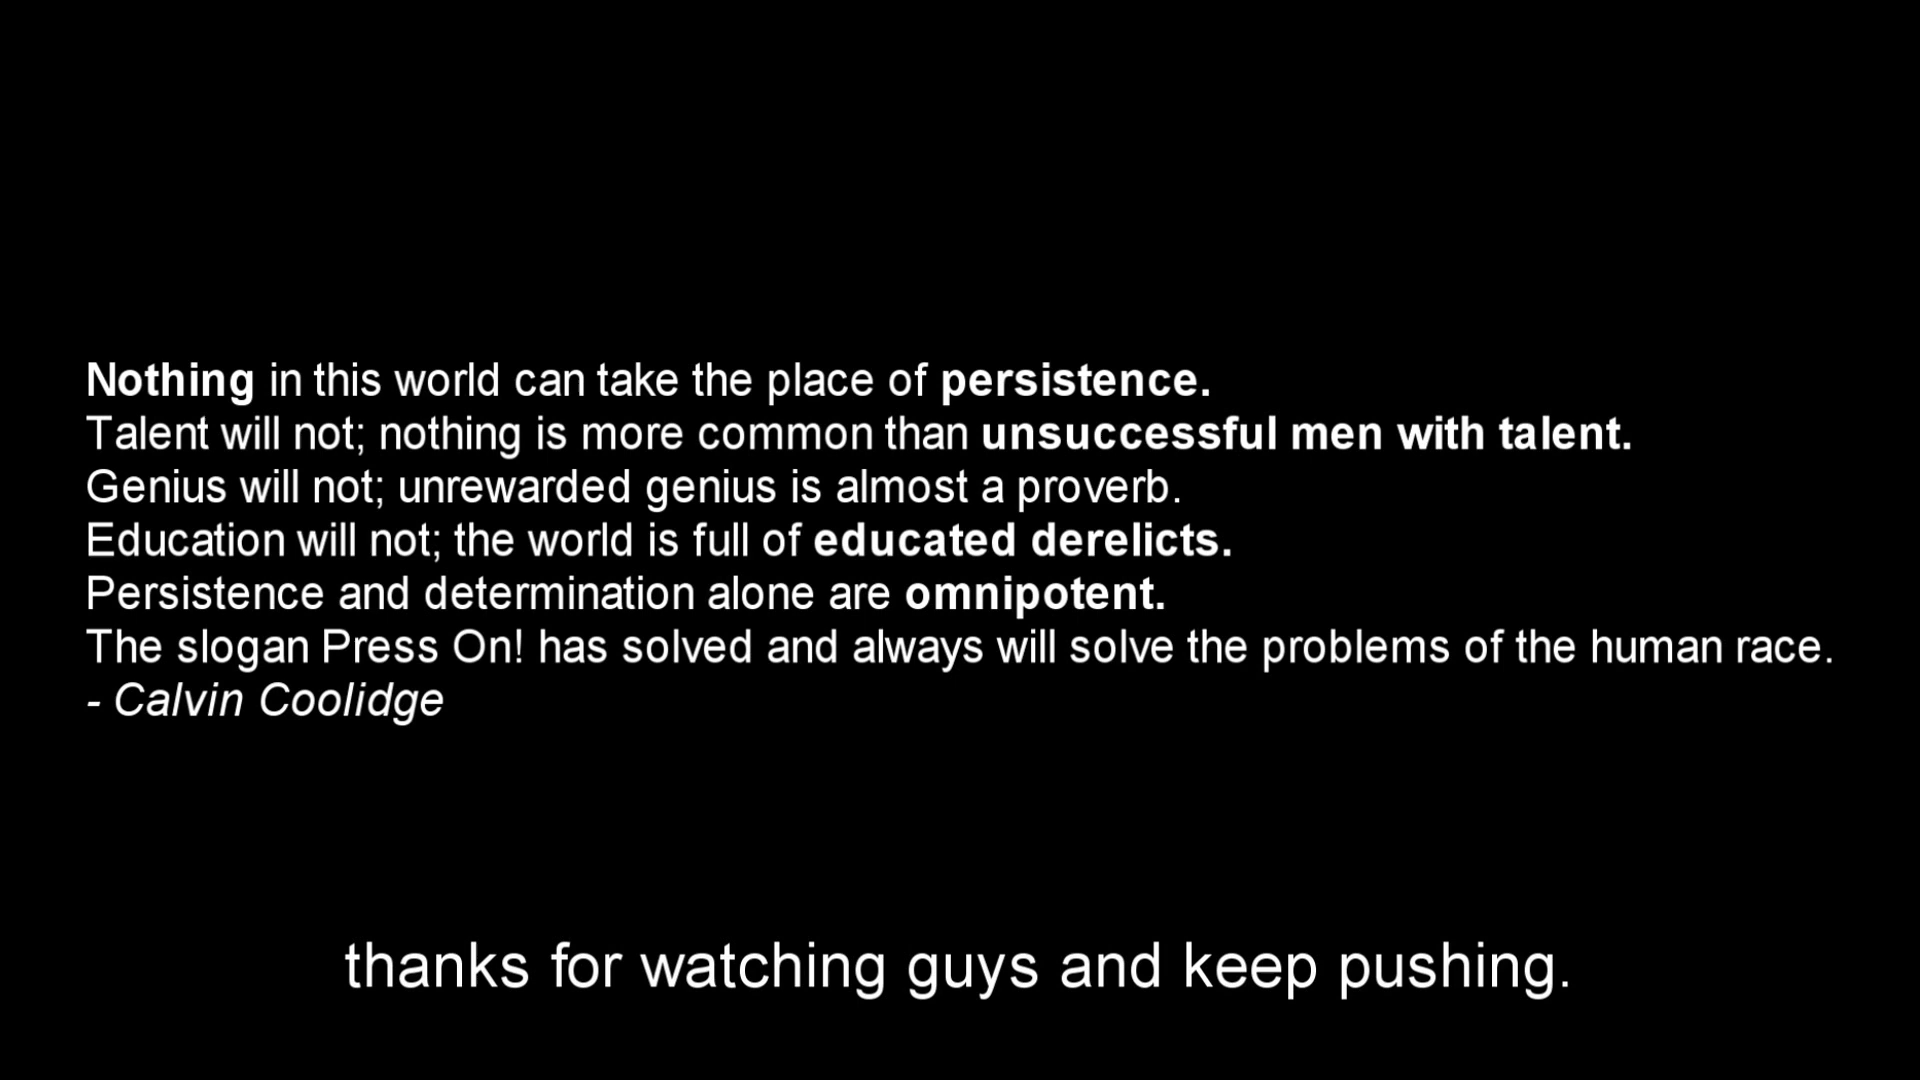 Nothing in this world can take the place of persistence.
Talent will not; nothing is more common than unsuccessful men with talent.
Genius will not; unrewarded genius is almost a proverb.
Education will not; the world is full of educated derelicts.
Persistence and determination alone are omnipotent.
The slogan Press On! has solved and always will solve the problems of the human race.
- Calvin Coolidge
thanks for watching guys and keep pushing.